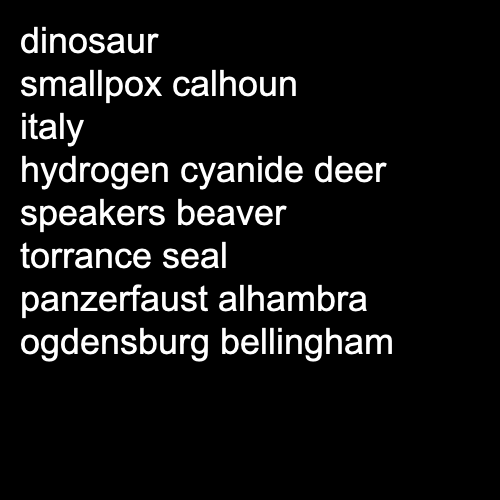 dinosaur
smallpox calhoun
italy
hydrogen cyanide deer
speakers beaver
torrance seal
panzerfaust alhambra
ogdensburg bellingham